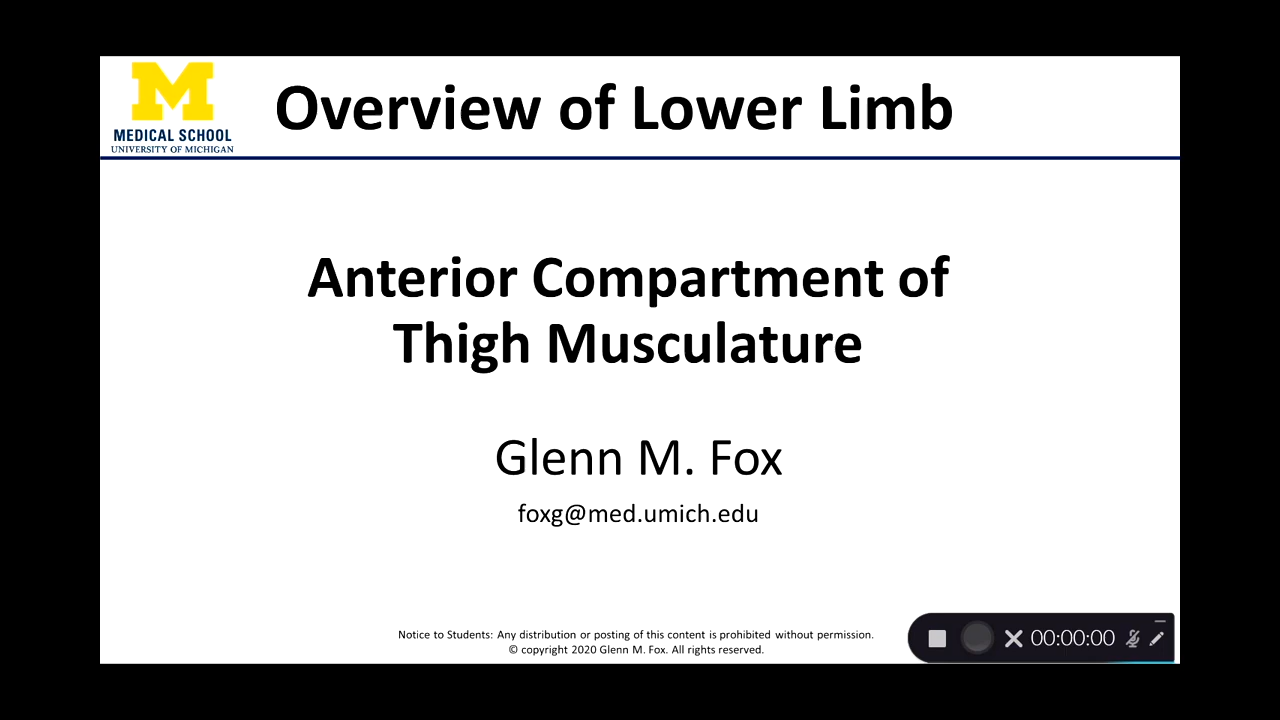 M
MEDICAL SCHOOL
UNIVERSITY OF MICHIGAN
Overview of Lower Limb
Anterior Compartment of
Thigh Musculature
Glenn M. Fox
foxg@med.umich.edu
Notice to Students: Any distribution or posting of this content is prohibited without permission.
© copyright 2020 Glenn M. Fox. All rights reserved.
00:00:00